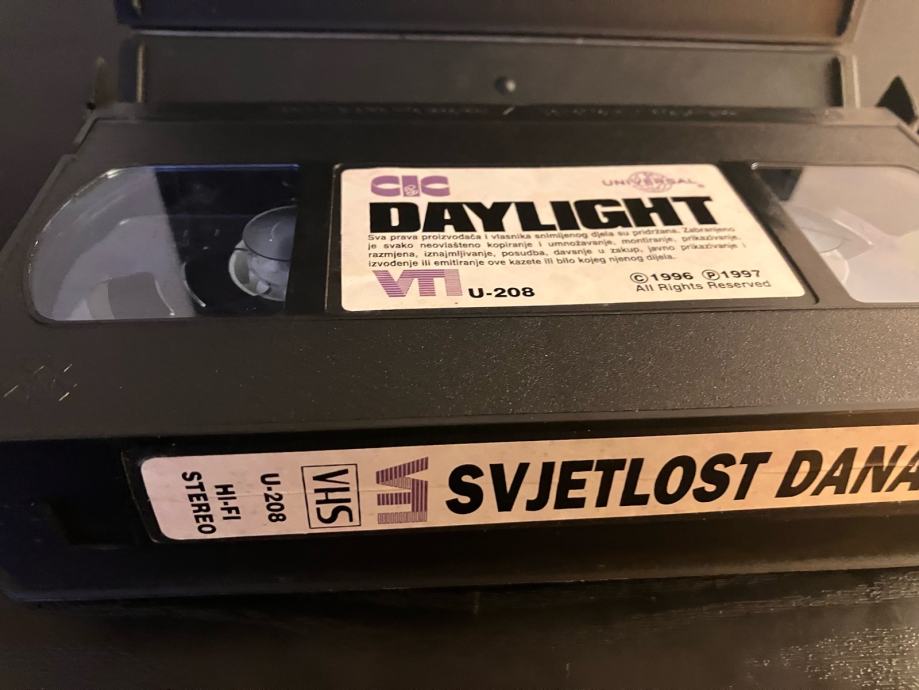 CIC
UNIVERSAL
DAYLIGHT
Sva prava proizvođača i vlasnika snimljenog djela su pridržana. Zabranjeno
je svako neovlašteno kopiranje i umnožavanje, montiranje, prikazivanje,
razmjena, iznajmljivanje, posudba, davanje u zakup, javno prikazivanje i
izvođenje ili emitiranje ove kazete ili bilo kojeg njenog dijela.
VTI U-208
©1996 ℗1997
All Rights Reserved
HI-FI
STEREO
U-208
VHS
VTI
SVJETLOST DANA